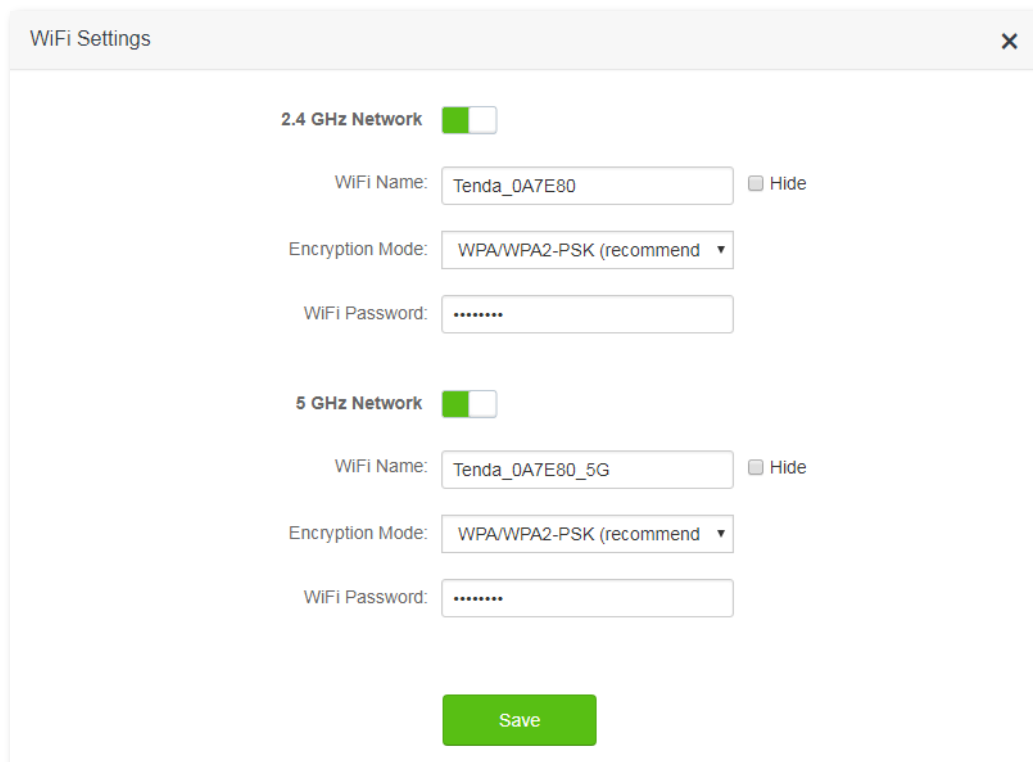 WiFi Settings
2.4 GHz Network
WiFi Name: Tenda_0A7E80 Hide
Encryption Mode: WPA/WPA2-PSK (recommend
WiFi Password: ••••••••
5 GHz Network
WiFi Name: Tenda_0A7E80_5G Hide
Encryption Mode: WPA/WPA2-PSK (recommend
WiFi Password: ••••••••
Save